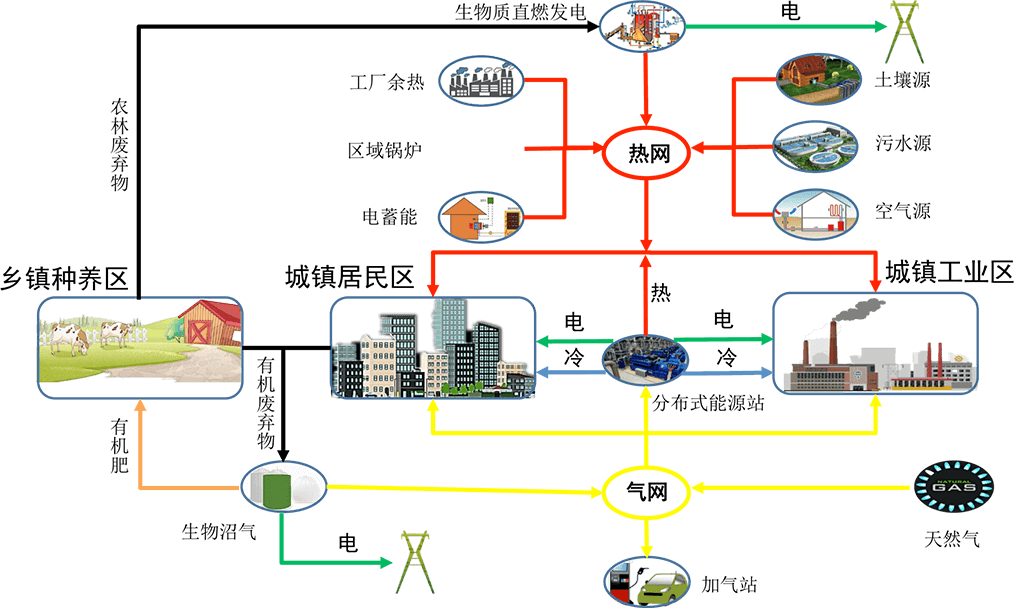 生物质直燃发电
电
工厂余热
土壤源
农林废弃物
区域锅炉
热网
污水源
电蓄能
空气源
乡镇种养区
城镇居民区
城镇工业区
热
电
电
冷
冷
分布式能源站
有机废弃物
有机肥
气网
NATURAL
GAS
生物沼气
电
天然气
加气站